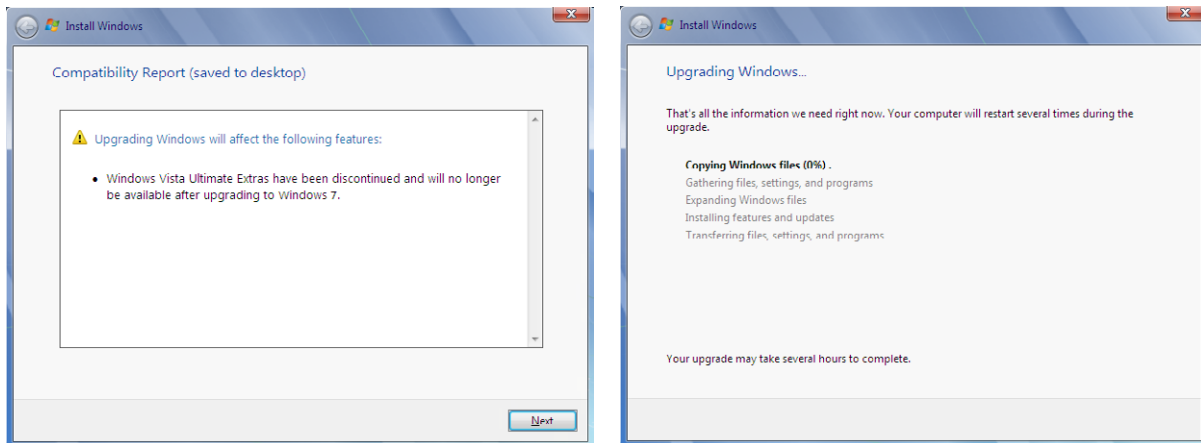 Install Windows
Compatibility Report (saved to desktop)
Upgrading Windows will affect the following features:
• Windows Vista Ultimate Extras have been discontinued and will no longer
be available after upgrading to Windows 7.
Next
Install Windows
Upgrading Windows...
That's all the information we need right now. Your computer will restart several times during the
upgrade.
Copying Windows files (0%) .
Gathering files, settings, and programs
Expanding Windows files
Installing features and updates
Transferring files, settings, and programs
Your upgrade may take several hours to complete.